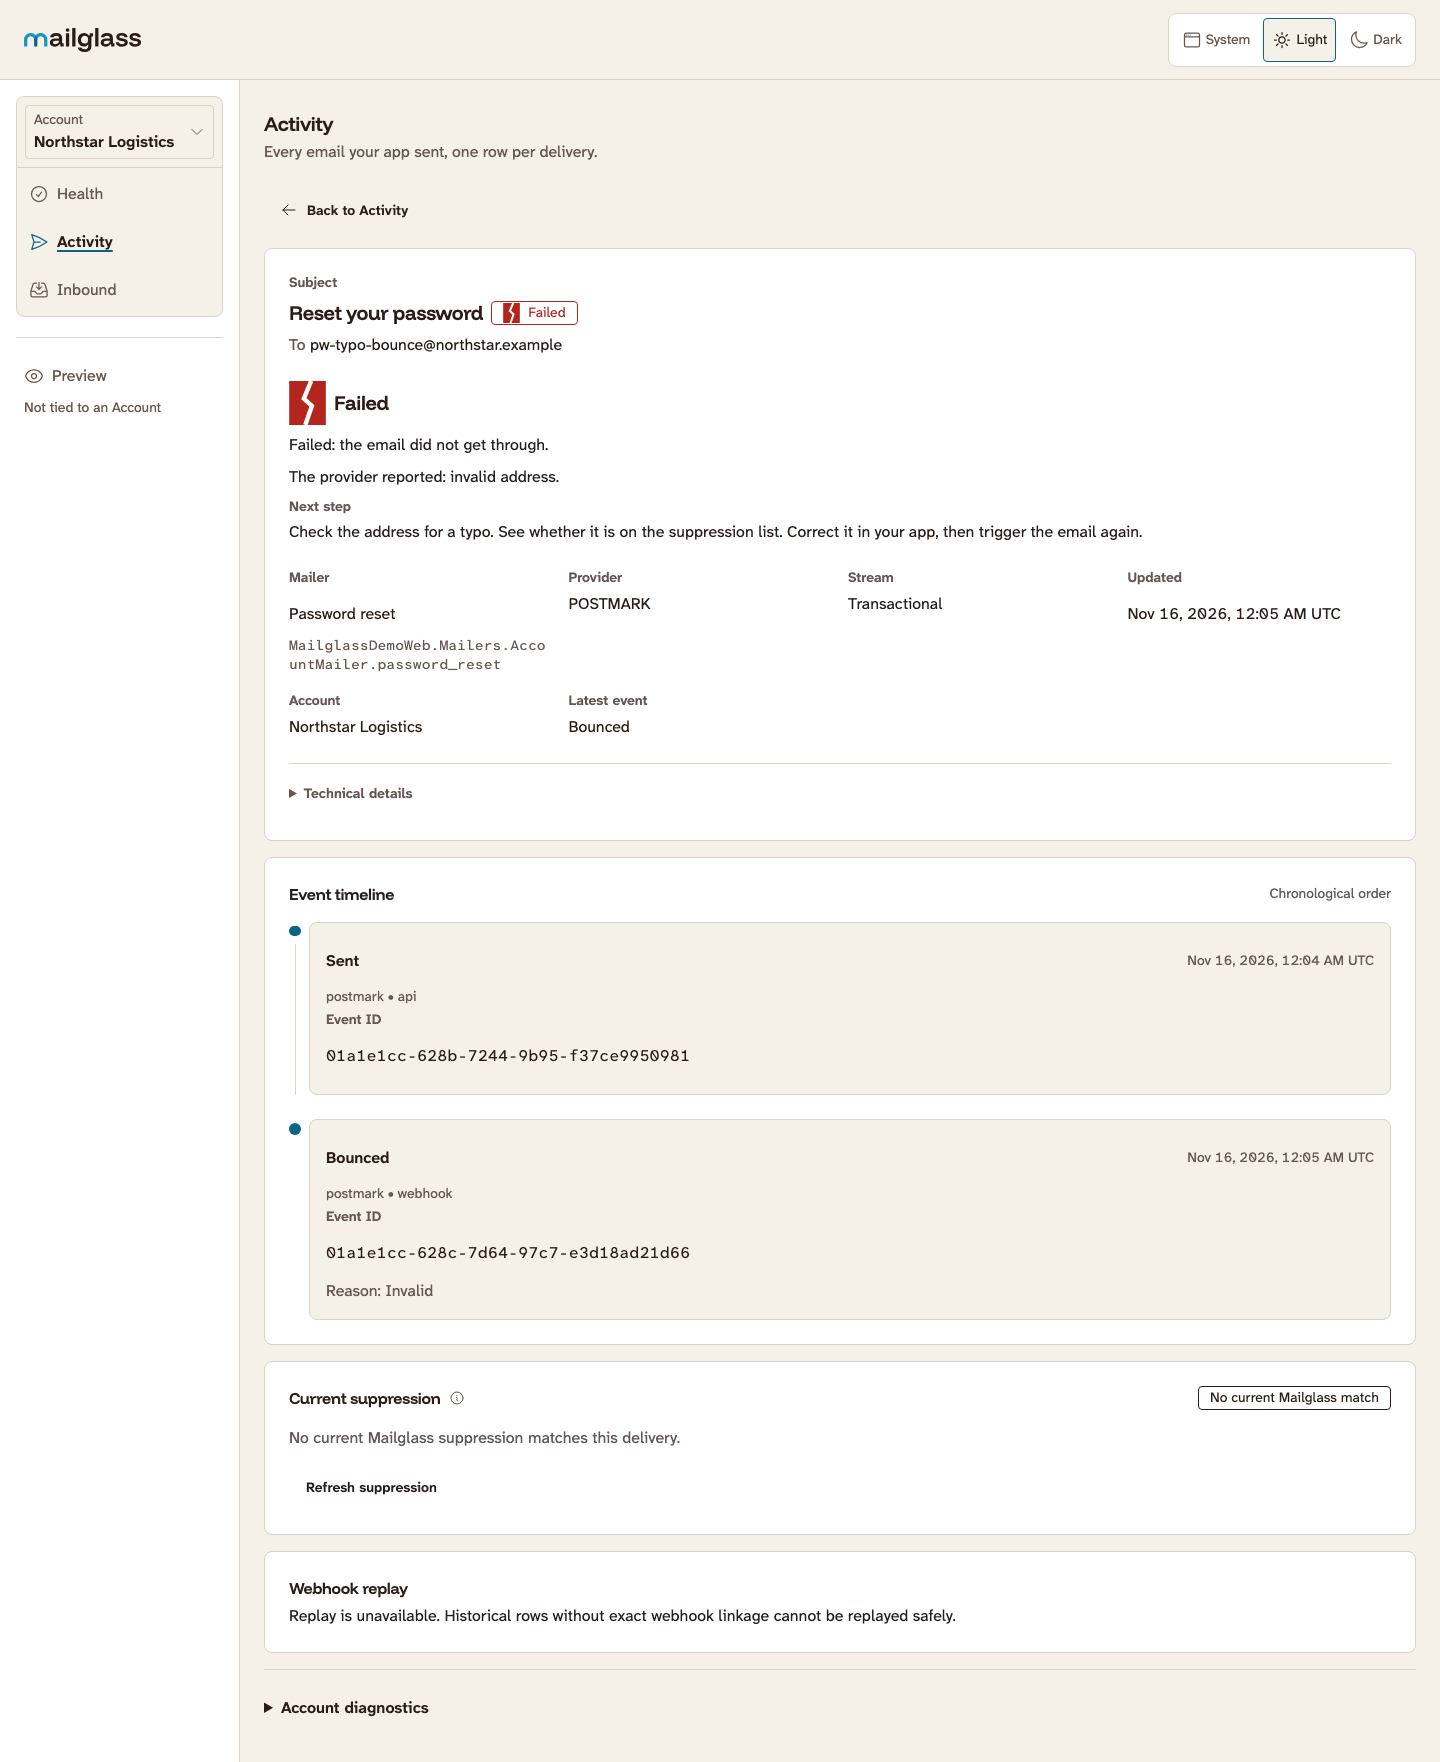 mailglass
System
Light
Dark
Account
Northstar Logistics
Health
Activity
Inbound
Preview
Not tied to an Account
Activity
Every email your app sent, one row per delivery.
Back to Activity
Subject
Reset your password
Failed
To pw-typo-bounce@northstar.example
Failed
Failed: the email did not get through.
The provider reported: invalid address.
Next step
Check the address for a typo. See whether it is on the suppression list. Correct it in your app, then trigger the email again.
Mailer
Password reset
MailglassDemoWeb.Mailers.Acco
untMailer.password_reset
Provider
POSTMARK
Stream
Transactional
Updated
Nov 16, 2026, 12:05 AM UTC
Account
Northstar Logistics
Latest event
Bounced
Technical details
Event timeline
Chronological order
Sent
Nov 16, 2026, 12:04 AM UTC
postmark • api
Event ID
01a1e1cc-628b-7244-9b95-f37ce9950981
Bounced
Nov 16, 2026, 12:05 AM UTC
postmark • webhook
Event ID
01a1e1cc-628c-7d64-97c7-e3d18ad21d66
Reason: Invalid
Current suppression
No current Mailglass match
No current Mailglass suppression matches this delivery.
Refresh suppression
Webhook replay
Replay is unavailable. Historical rows without exact webhook linkage cannot be replayed safely.
Account diagnostics